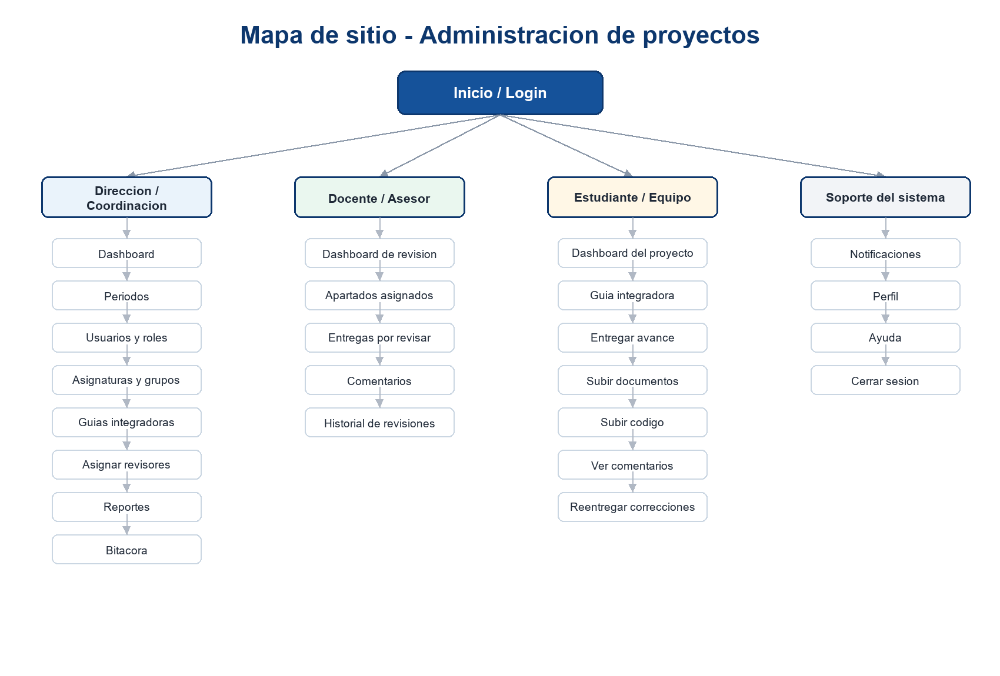 Mapa de sitio - Administracion de proyectos
Inicio / Login
Direccion /
Coordinacion
Dashboard
Periodos
Usuarios y roles
Asignaturas y grupos
Guias integradoras
Asignar revisores
Reportes
Bitacora
Docente / Asesor
Dashboard de revision
Apartados asignados
Entregas por revisar
Comentarios
Historial de revisiones
Estudiante / Equipo
Dashboard del proyecto
Guia integradora
Entregar avance
Subir documentos
Subir codigo
Ver comentarios
Reentregar correcciones
Soporte del sistema
Notificaciones
Perfil
Ayuda
Cerrar sesion